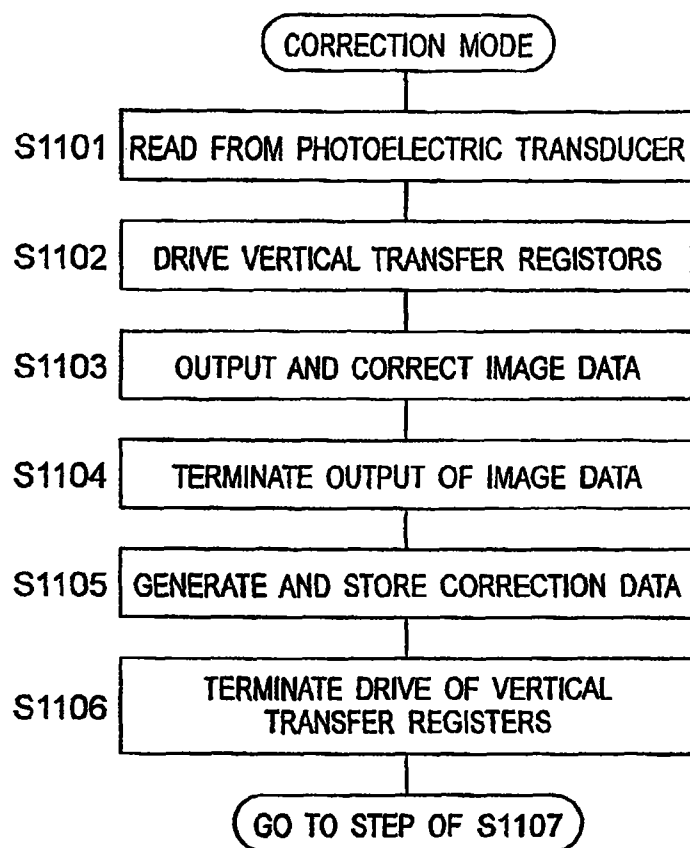 CORRECTION MODE
S1101 READ FROM PHOTOELECTRIC TRANSDUCER
S1102 DRIVE VERTICAL TRANSFER REGISTORS
S1103 OUTPUT AND CORRECT IMAGE DATA
S1104 TERMINATE OUTPUT OF IMAGE DATA
S1105 GENERATE AND STORE CORRECTION DATA
S1106 TERMINATE DRIVE OF VERTICAL
TRANSFER REGISTERS
GO TO STEP OF S1107